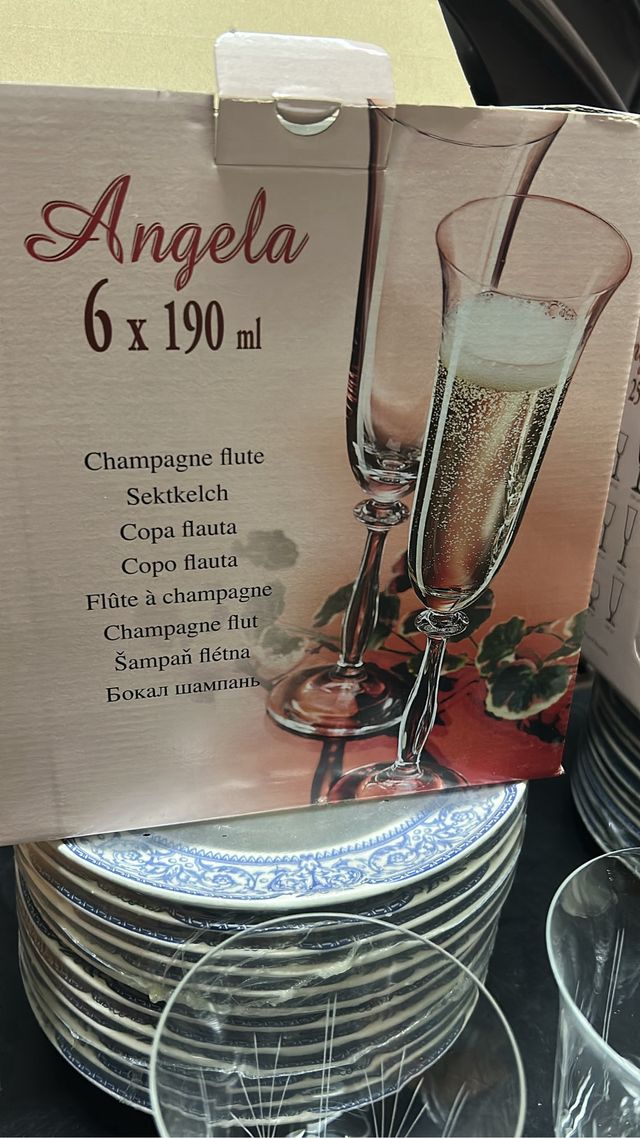 Angela
6 x 190 ml
Champagne flute
Sektkelch
Copa flauta
Copo flauta
Flûte à champagne
Champagne flut
Šampaň flétna
Бокал шампань